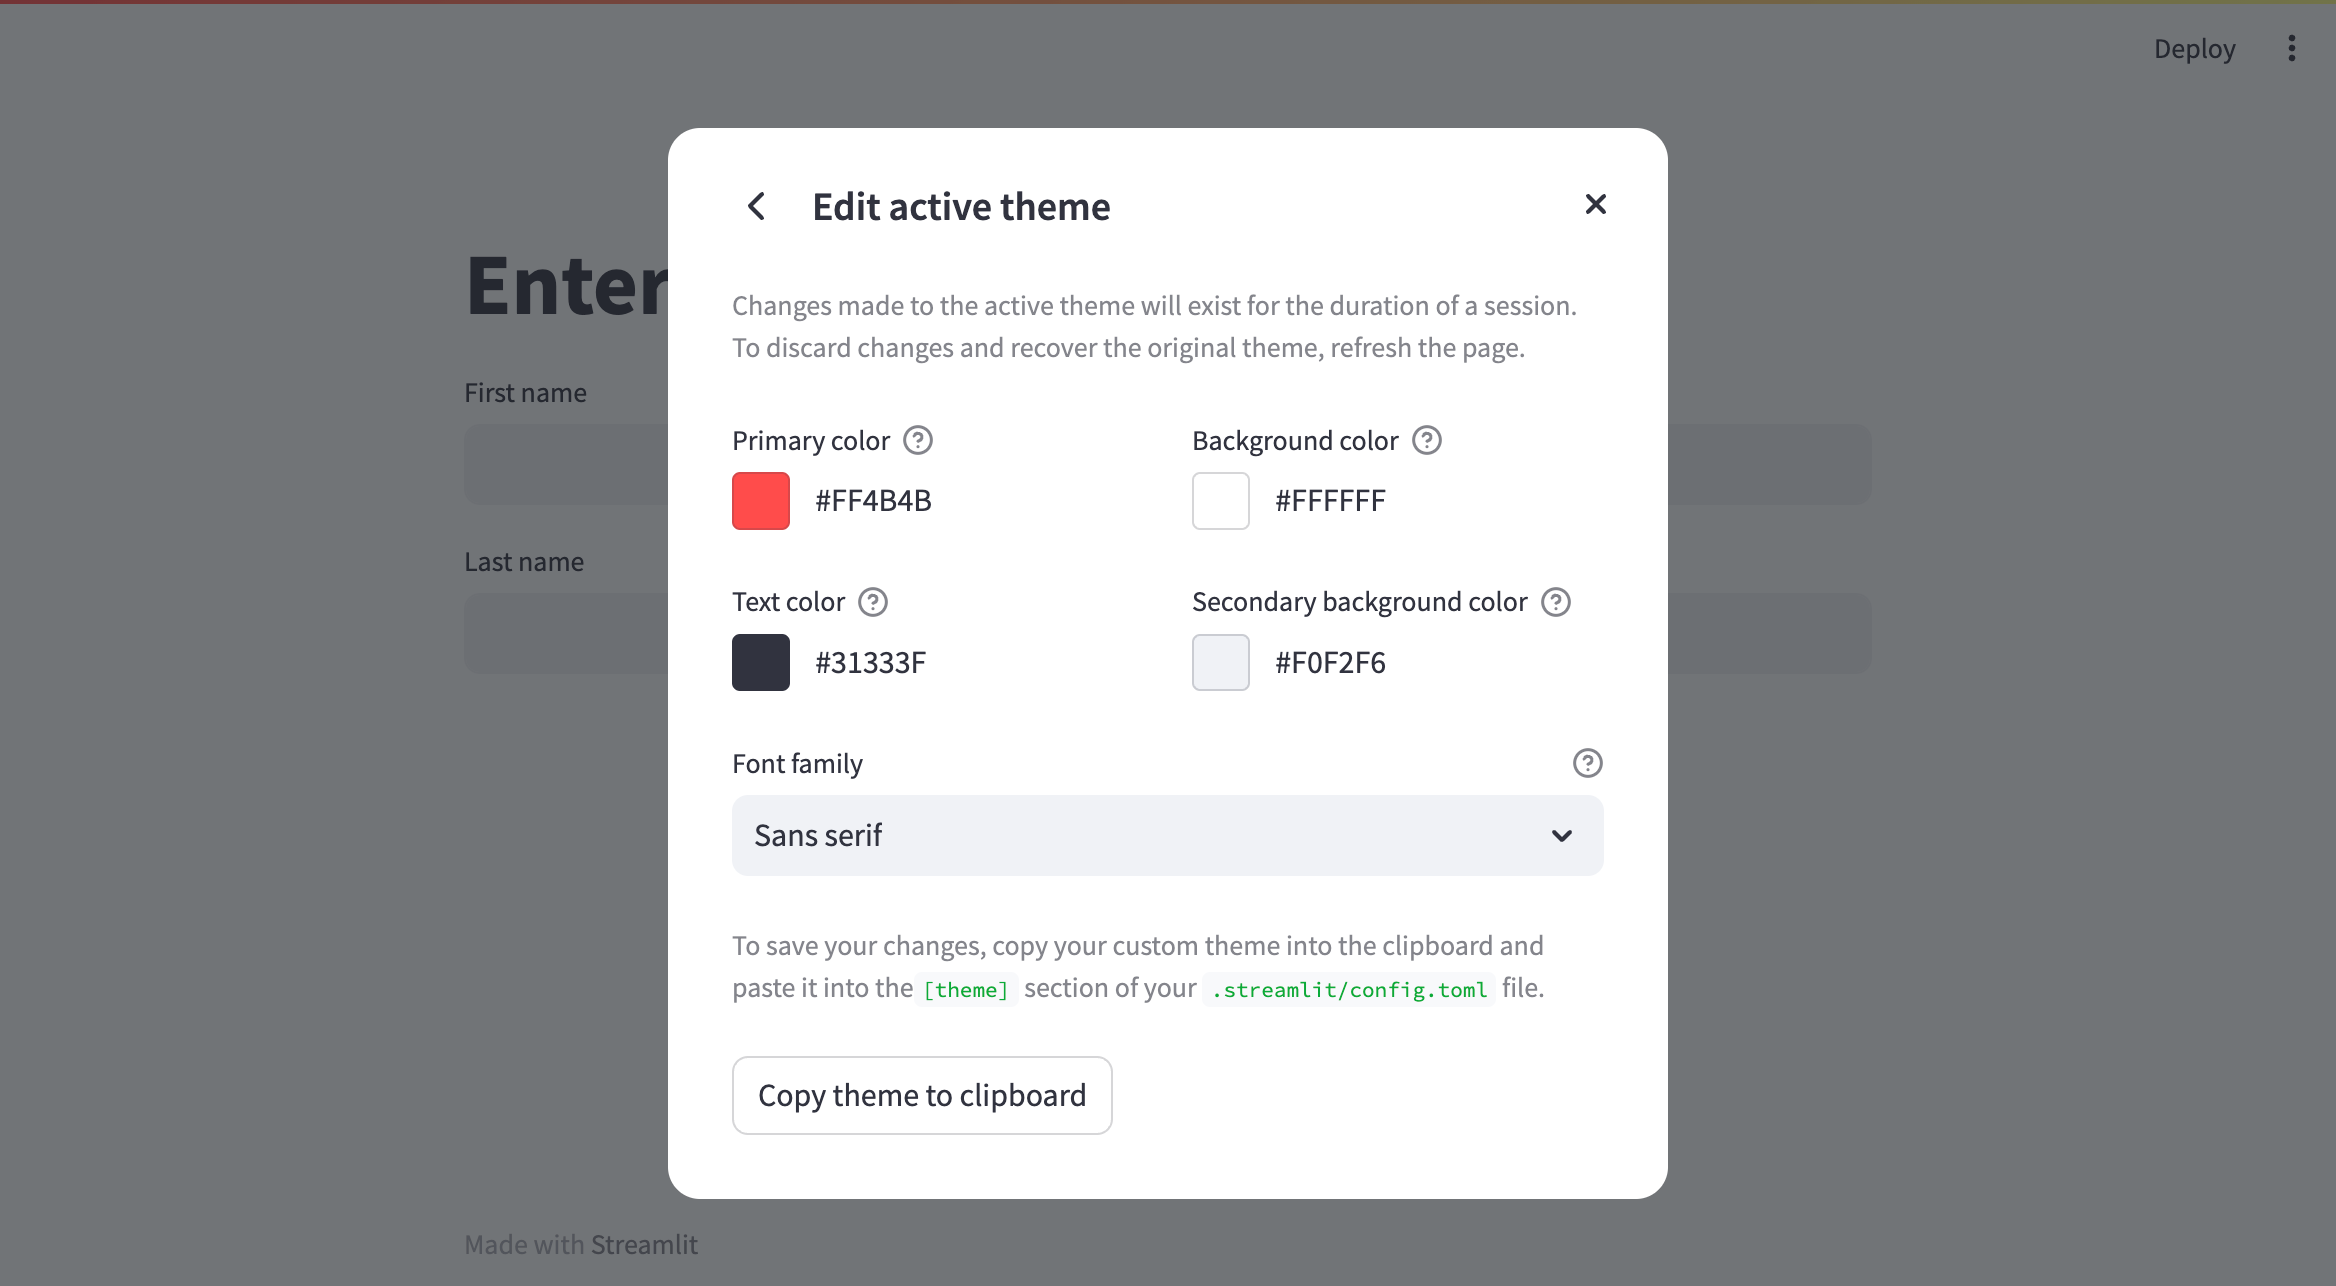 Deploy
Edit active theme
Enter
Changes made to the active theme will exist for the duration of a session.
To discard changes and recover the original theme, refresh the page.
First name
Primary color
Background color
#FF4B4B
#FFFFFF
Last name
Text color
Secondary background color
#31333F
#F0F2F6
Font family
Sans serif
To save your changes, copy your custom theme into the clipboard and
paste it into the [theme] section of your .streamlit/config.toml file.
Copy theme to clipboard
Made with Streamlit